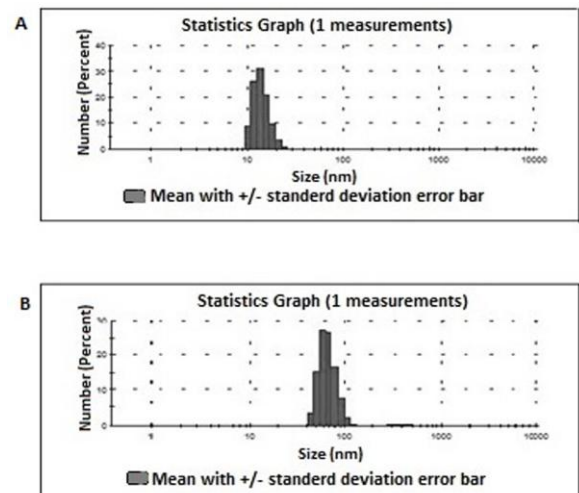 A
Statistics Graph (1 measurements)
Number (Percent)
40
30
20
10
0
1 10 100 1000 10000
Size (nm)
Mean with +/- standerd deviation error bar
B
Statistics Graph (1 measurements)
Number (Percent)
30
20
10
0
1 10 100 1000 10000
Size (nm)
Mean with +/- standerd deviation error bar